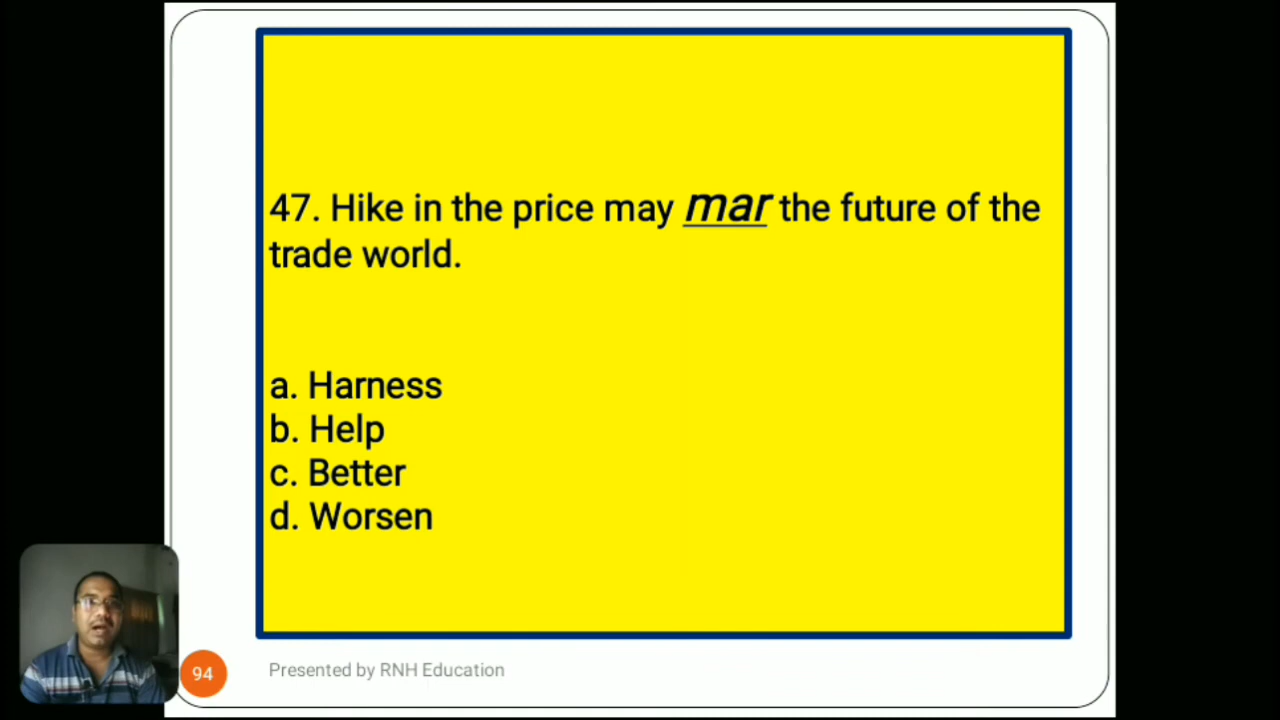 47. Hike in the price may mar the future of the
trade world.
a. Harness
b. Help
c. Better
d. Worsen
94
Presented by RNH Education